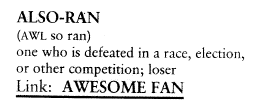 ALSO-RAN
(AWL so ran)
one who is defeated in a race, election,
or other competition; loser
Link: AWESOME FAN